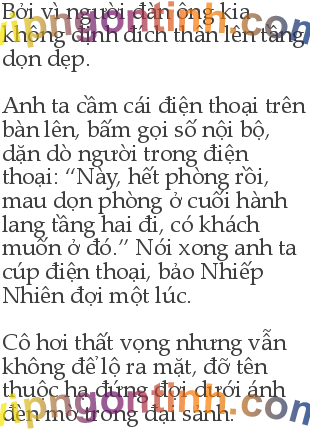 Bởi vì người đàn ông kia
không định đích thân lên tầng
dọn dẹp.
Anh ta cầm cái điện thoại trên
bàn lên, bấm gọi số nội bộ,
dặn dò người trong điện
thoại: “Này, hết phòng rồi,
mau dọn phòng ở cuối hành
lang tầng hai đi, có khách
muốn ở đó.” Nói xong anh ta
cúp điện thoại, bảo Nhiếp
Nhiên đợi một lúc.
Cô hơi thất vọng nhưng vẫn
không để lộ ra mặt, đỡ tên
thuộc hạ đứng đợi dưới ánh
đèn mờ trong đại sảnh.
vipngontinh.com
vipngontinh.com